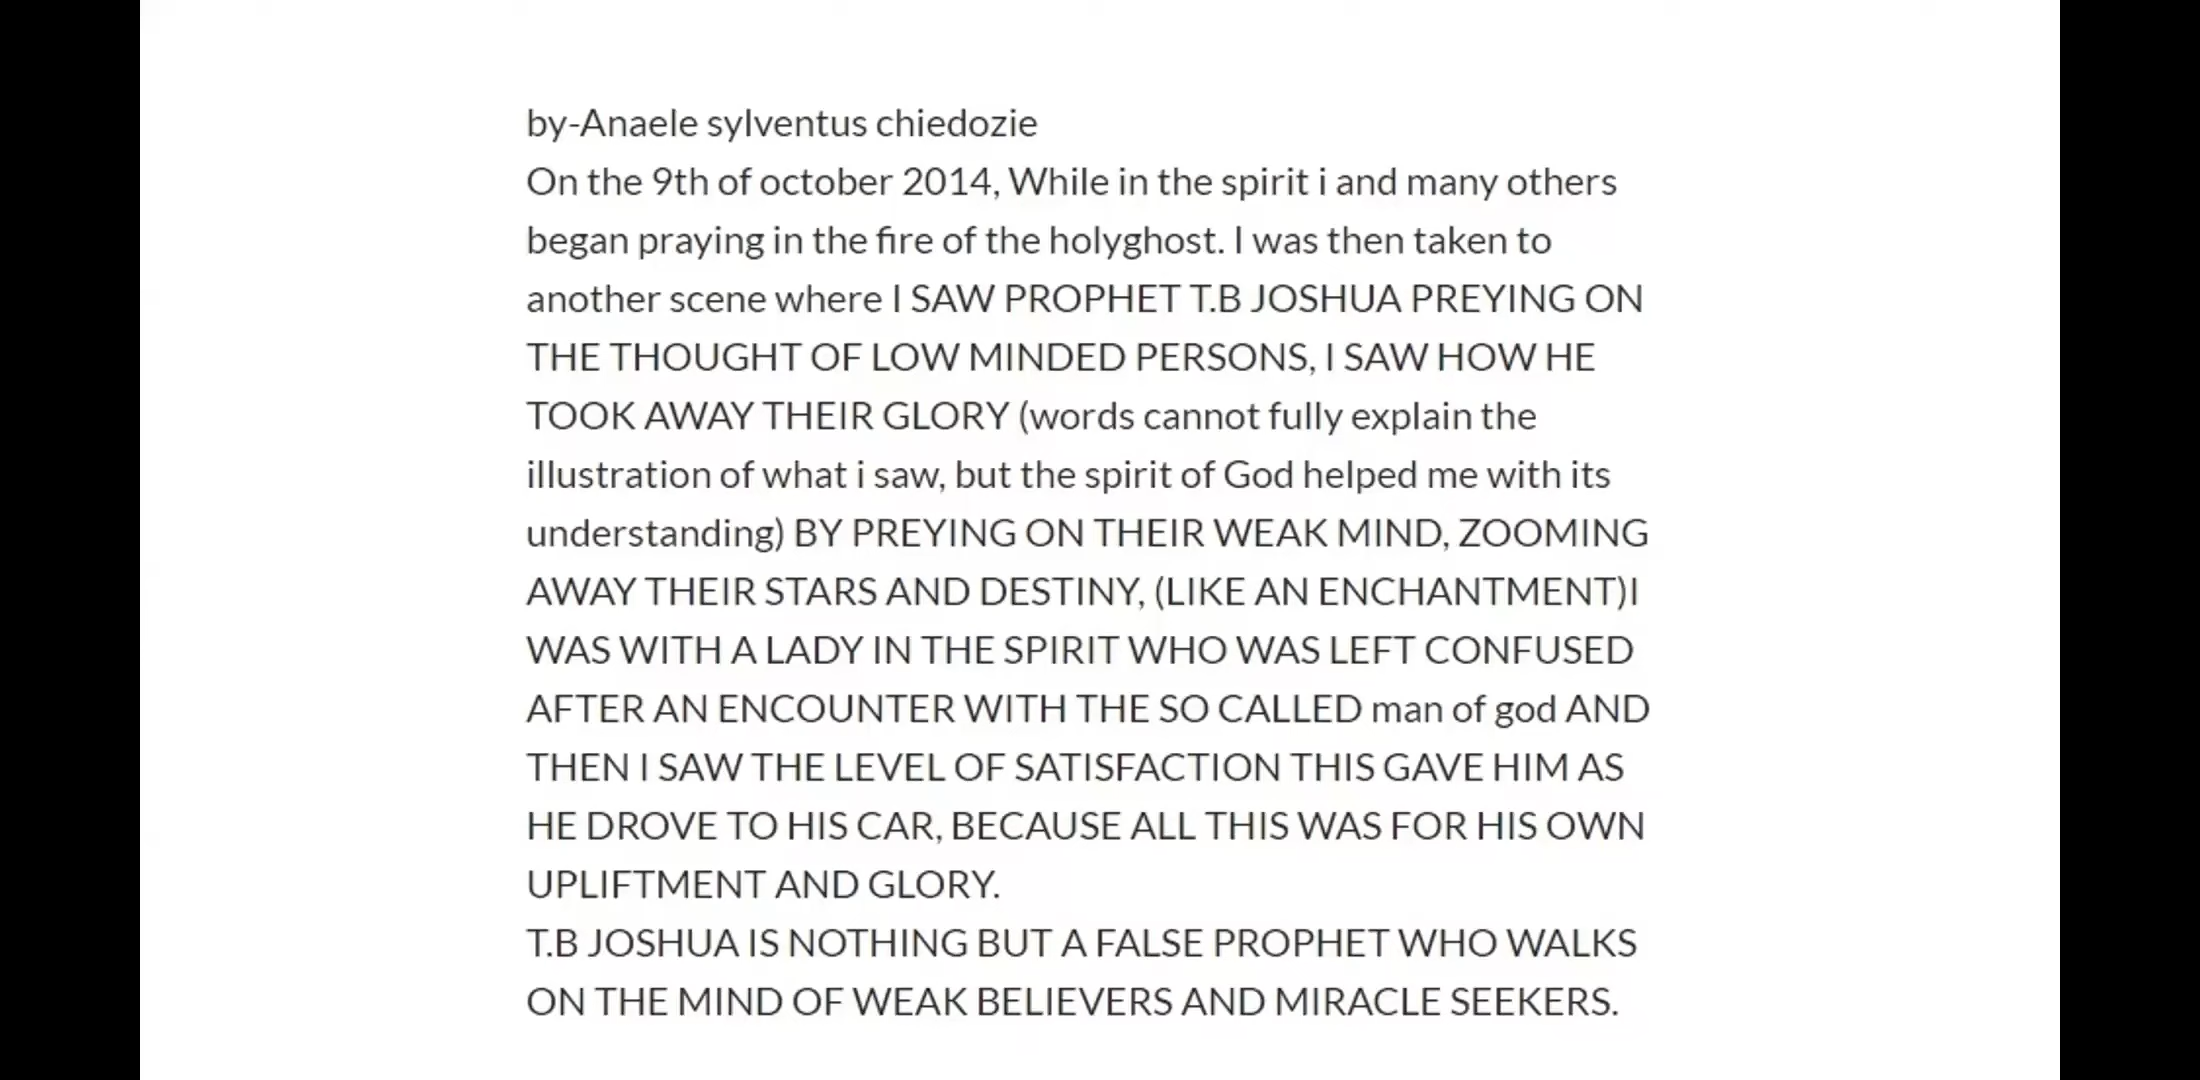 by-Anaele sylventus chiedozie
On the 9th of october 2014, While in the spirit i and many others
began praying in the fire of the holyghost. I was then taken to
another scene where I SAW PROPHET T.B JOSHUA PREYING ON
THE THOUGHT OF LOW MINDED PERSONS, I SAW HOW HE
TOOK AWAY THEIR GLORY (words cannot fully explain the
illustration of what i saw, but the spirit of God helped me with its
understanding) BY PREYING ON THEIR WEAK MIND, ZOOMING
AWAY THEIR STARS AND DESTINY, (LIKE AN ENCHANTMENT)I
WAS WITH A LADY IN THE SPIRIT WHO WAS LEFT CONFUSED
AFTER AN ENCOUNTER WITH THE SO CALLED man of god AND
THEN I SAW THE LEVEL OF SATISFACTION THIS GAVE HIM AS
HE DROVE TO HIS CAR, BECAUSE ALL THIS WAS FOR HIS OWN
UPLIFTMENT AND GLORY.
T.B JOSHUA IS NOTHING BUT A FALSE PROPHET WHO WALKS
ON THE MIND OF WEAK BELIEVERS AND MIRACLE SEEKERS.